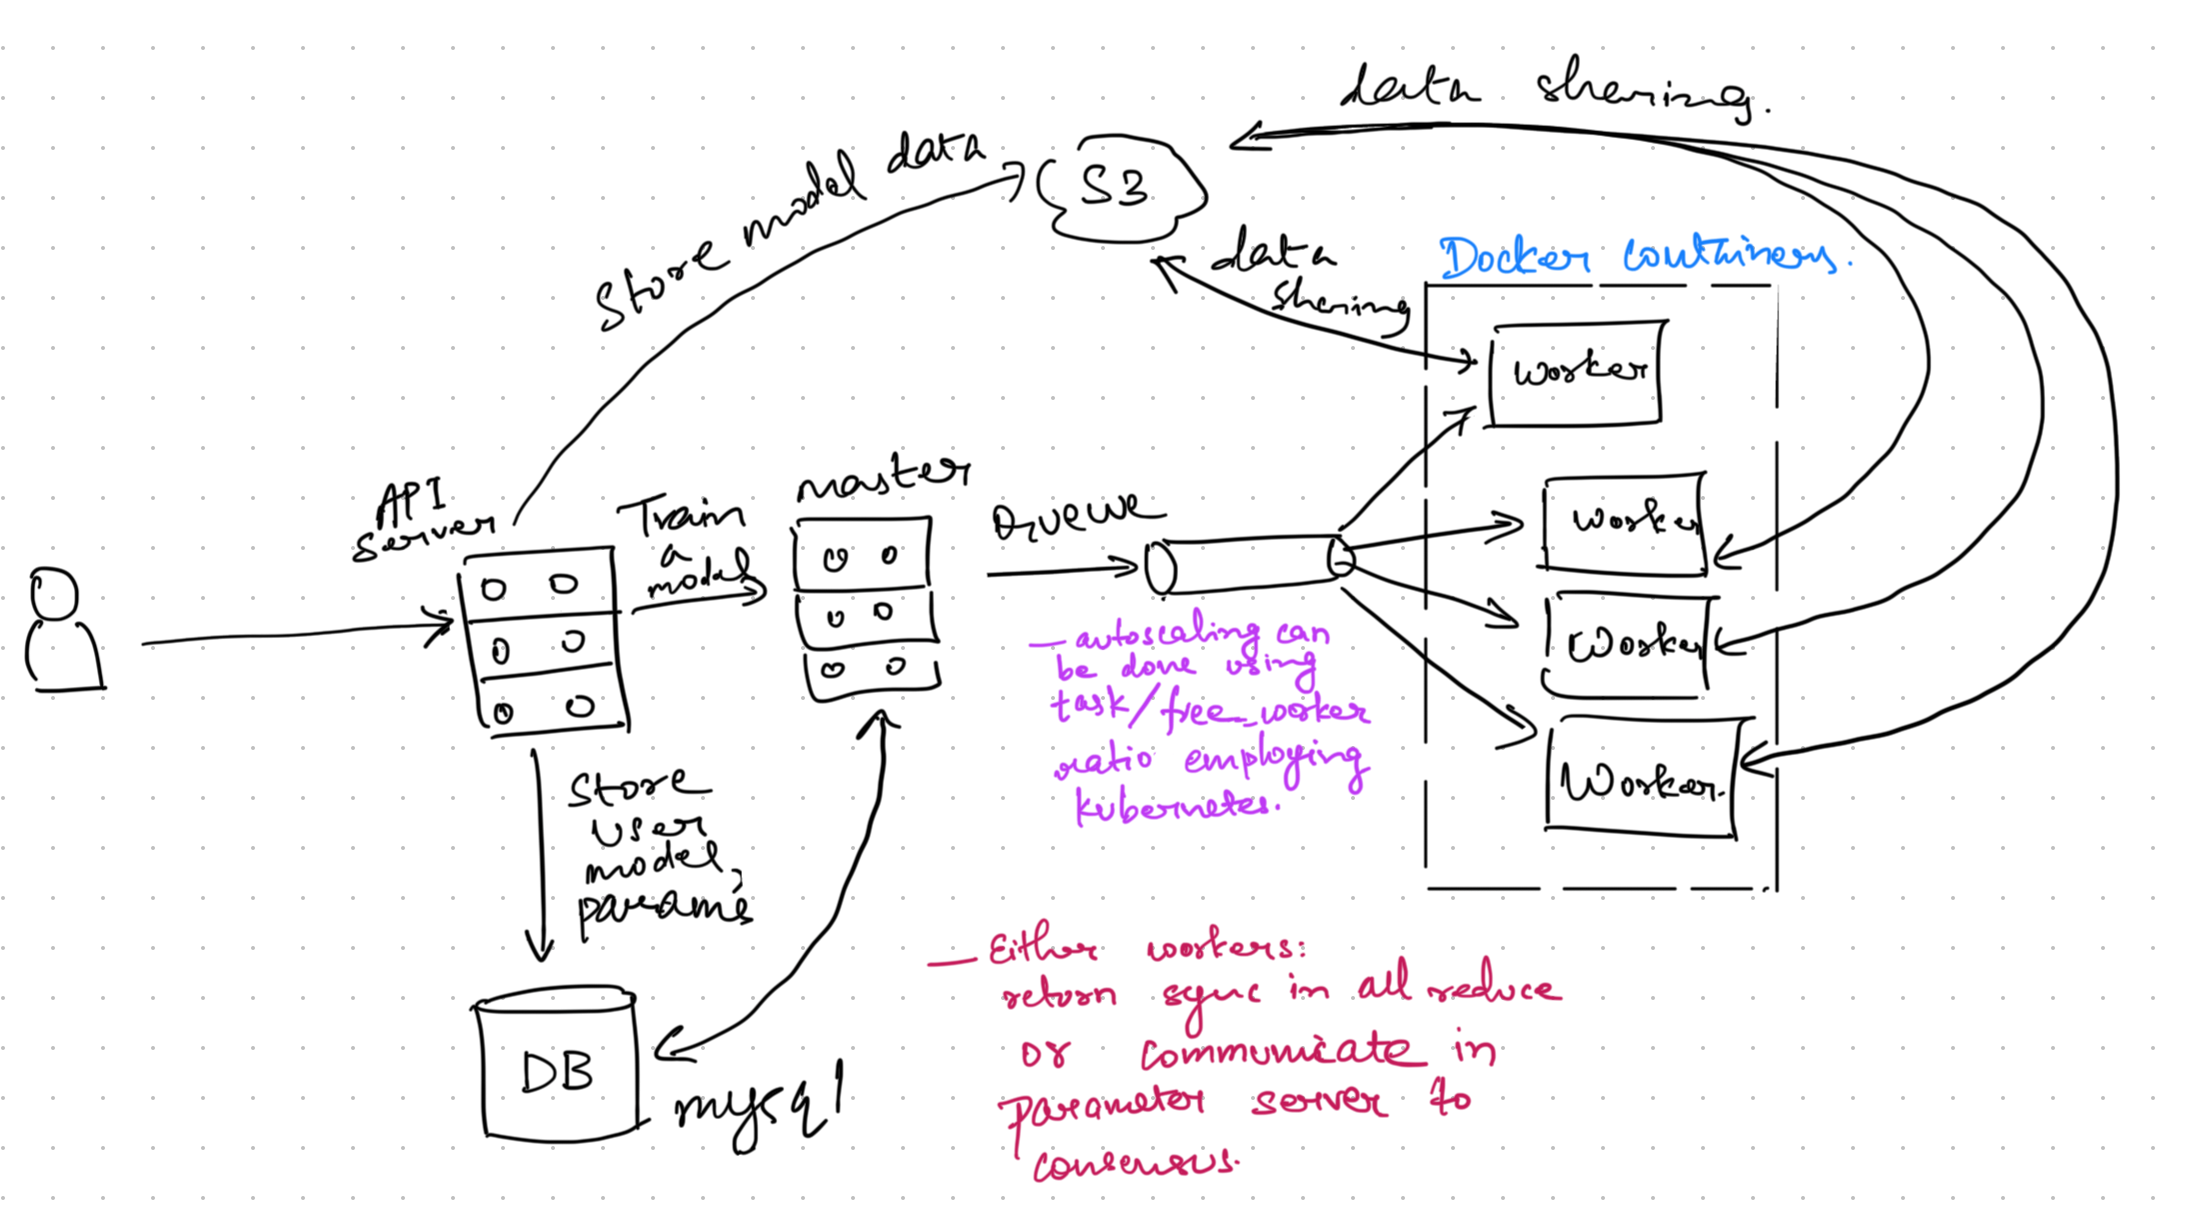 data sharing.
Store model data
S3
data
sharing
Docker containers.
worker
API
server
Train
a
model
master
Queue
worker
worker
Worker.
— autoscaling can
be done using
task/free_worker
ratio employing
kubernetes.
Store
user
model,
params
DB
mysql
— Either workers:
return sync in all reduce
or communicate in
parameter server to
consensus.